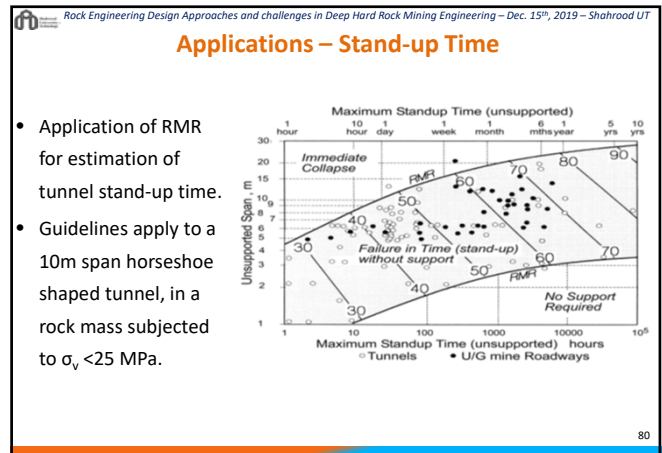 Rock Engineering Design Approaches and challenges in Deep Hard Rock Mining Engineering – Dec. 15th, 2019 – Shahrood UT
Applications – Stand-up Time
• Application of RMR
for estimation of
tunnel stand-up time.
• Guidelines apply to a
10m span horseshoe
shaped tunnel, in a
rock mass subjected
to σv <25 MPa.
Maximum Standup Time (unsupported)
1 hour 10 hour 1 day 1 week 1 month 6 mths 1 year 5 yrs 10 yrs
Unsupported Span, m
30
20
15
10
9
8
7
6
5
4
3
2
1
Immediate
Collapse
RMR
30 40 50 60 70 80 90
Failure in Time (stand-up)
without support
30 40 50 60 70
RMR
No Support
Required
1 10 100 1000 10000 10⁵
Maximum Standup Time (unsupported) hours
○ Tunnels ● U/G mine Roadways
80